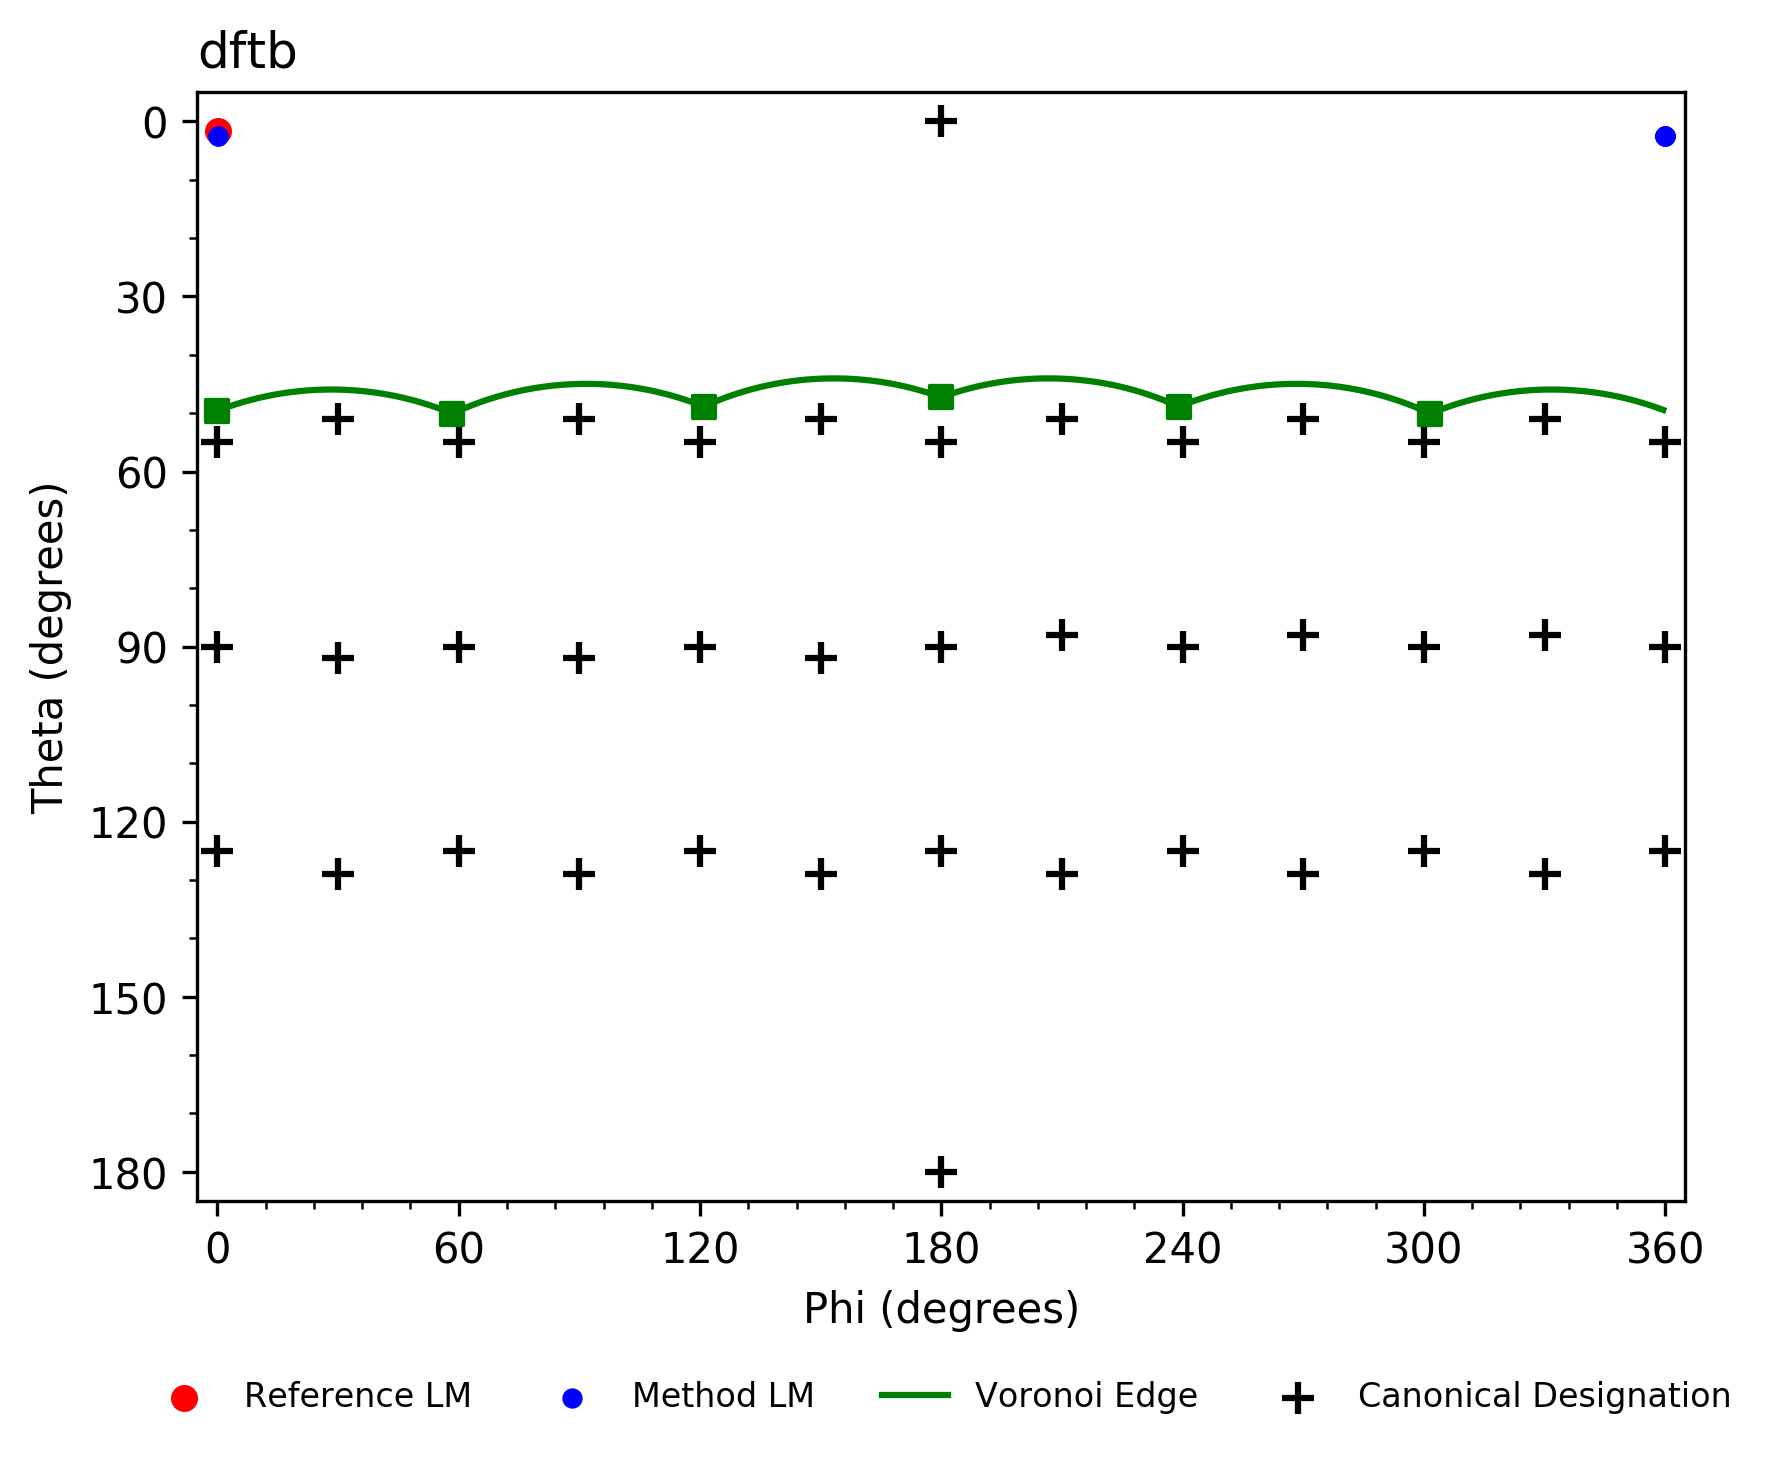 dftb
0
30
60
90
120
150
180
Theta (degrees)
0 60 120 180 240 300 360
Phi (degrees)
Reference LM Method LM Voronoi Edge Canonical Designation